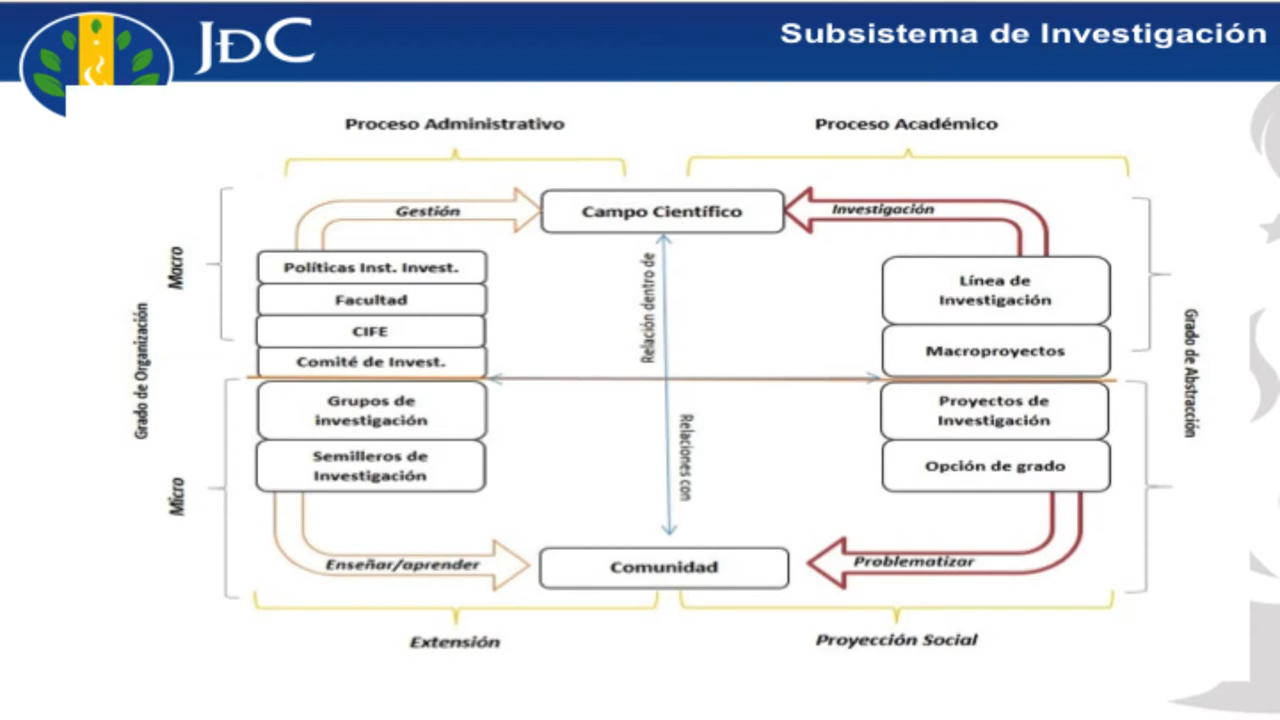 JDC
Subsistema de Investigación
Proceso Administrativo
Proceso Académico
Gestión
Campo Científico
Investigación
Macro
Políticas Inst. Invest.
Facultad
CIFE
Comité de Invest.
Relación dentro de
Línea de
Investigación
Macroproyectos
Grado de Organización
Grado de Abstracción
Grupos de
investigación
Semilleros de
Investigación
Relaciones con
Proyectos de
Investigación
Opción de grado
Micro
Enseñar/aprender
Comunidad
Problematizar
Extensión
Proyección Social